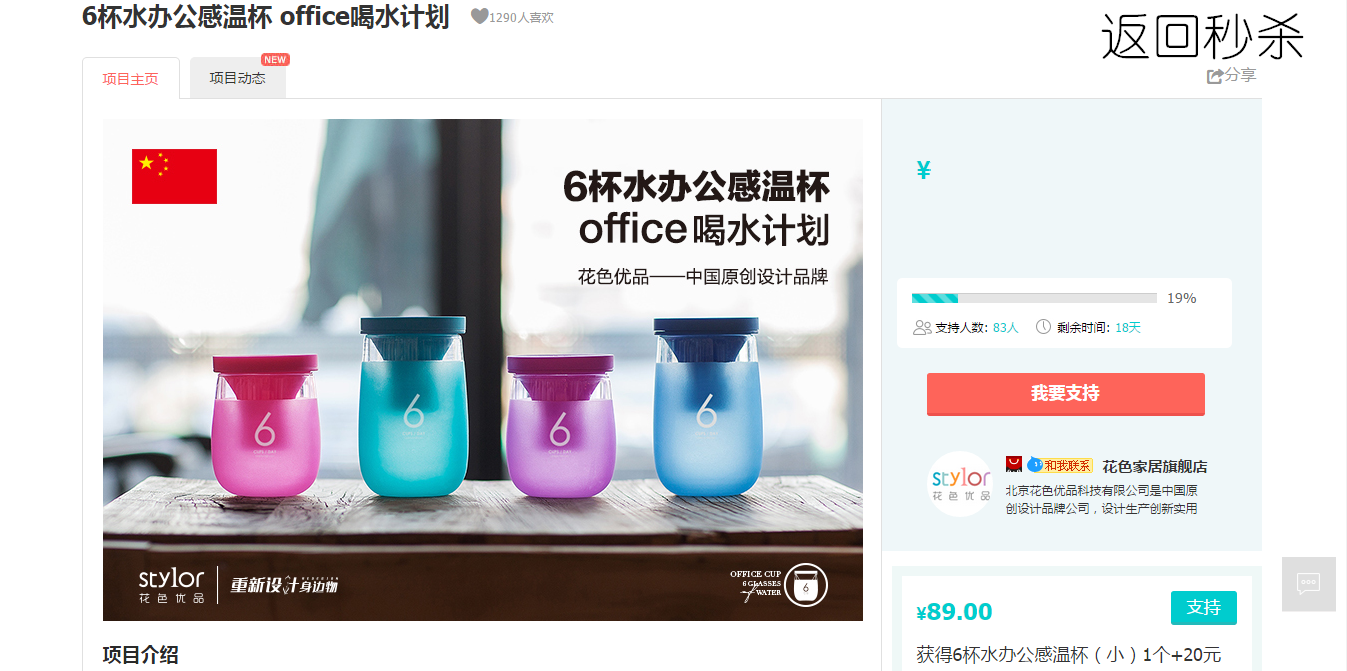 6杯水办公感温杯 office喝水计划
1290人喜欢
返回秒杀
分享
项目主页
项目动态
NEW
6杯水办公感温杯
office喝水计划
花色优品——中国原创设计品牌
6
6
6
6
stylor
花色优品
重新设计身边物
OFFICE CUP
6 GLASSES
WATER
6
¥
19%
支持人数: 83人
剩余时间: 18天
我要支持
stylor
花色优品
和我联系
花色家居旗舰店
北京花色优品科技有限公司是中国原
创设计品牌公司，设计生产创新实用
¥89.00
支持
获得6杯水办公感温杯（小）1个+20元
项目介绍